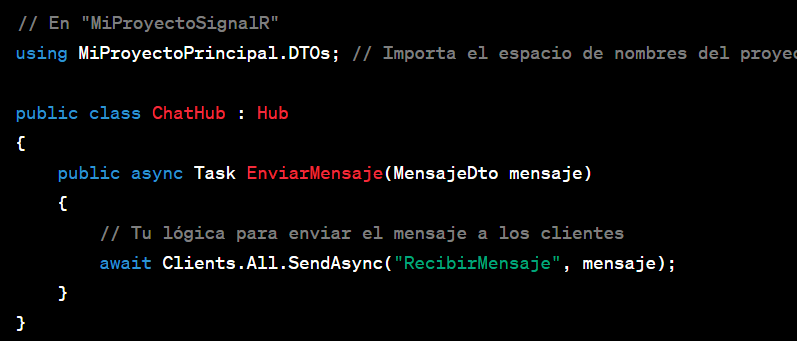 // En "MiProyectoSignalR"
using MiProyectoPrincipal.DTOs; // Importa el espacio de nombres del
public class ChatHub : Hub
{
public async Task EnviarMensaje(MensajeDto mensaje)
{
// Tu lógica para enviar el mensaje a los clientes
await Clients.All.SendAsync("RecibirMensaje", mensaje);
}
}